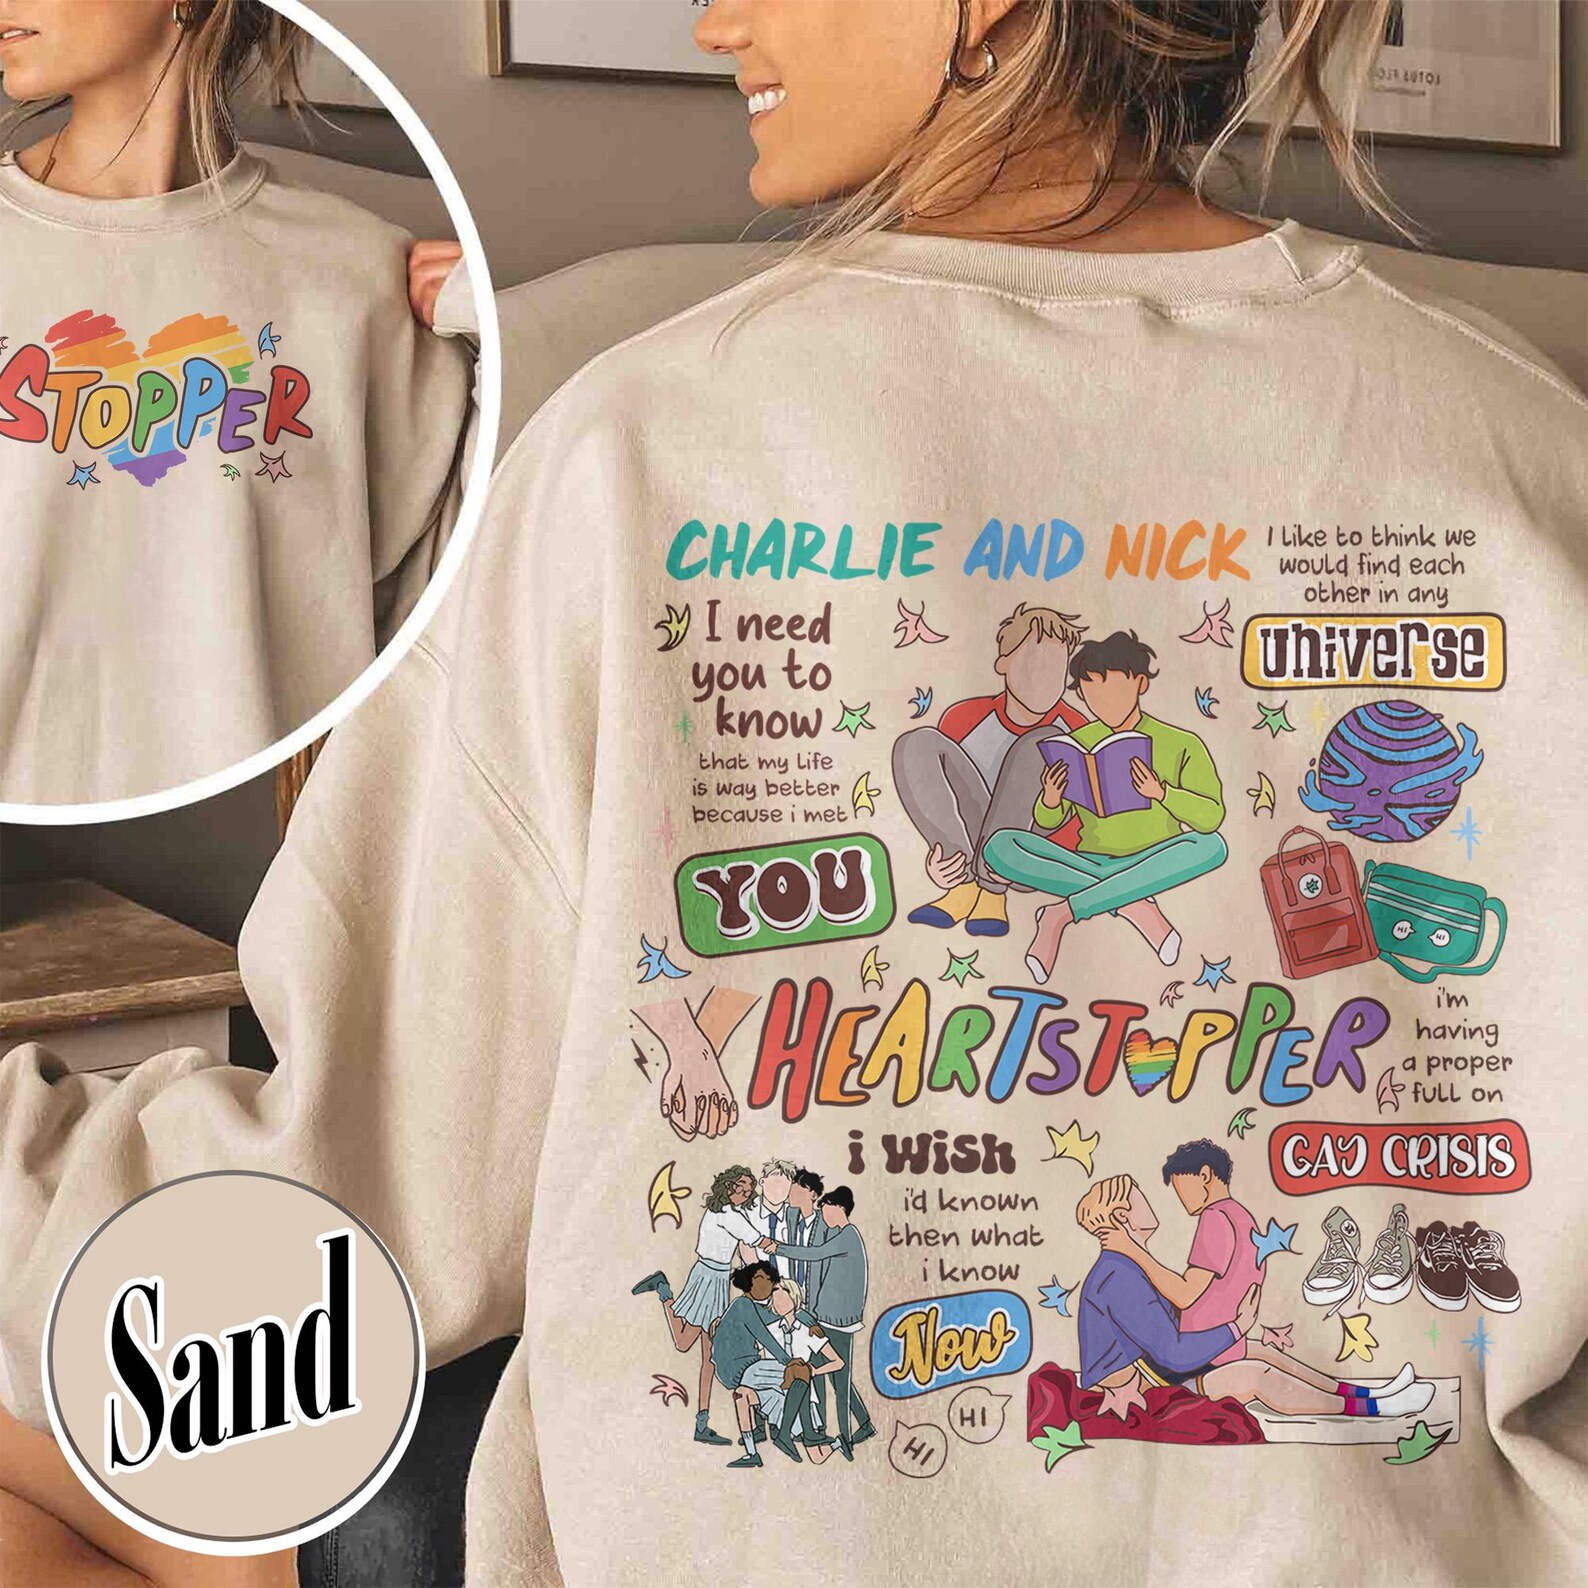 STOPPER
CHARLIE AND NICK
I like to think we
would find each
other in any
universe
I need
you to
know
that my life
is way better
because i met
YOU
HI HI
HEARTSTOPPER
i'm
having
a proper
full on
GAY CRISIS
i wish
i'd known
then what
i know
Now
HI
HI
Sand